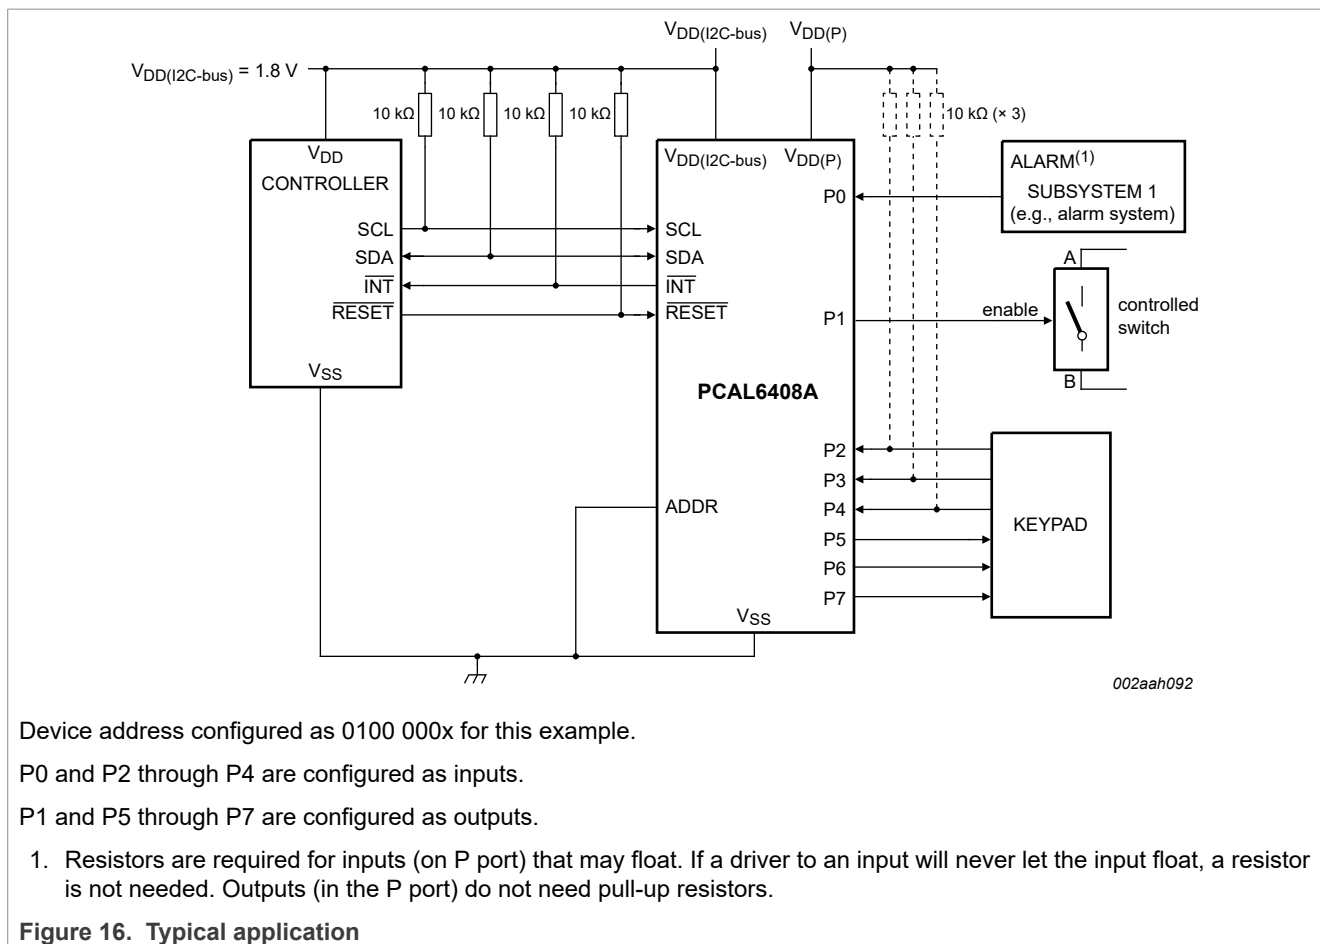 VDD(I2C-bus) VDD(P)
VDD(I2C-bus) = 1.8 V
10 kΩ 10 kΩ 10 kΩ 10 kΩ 10 kΩ (× 3)
VDD
CONTROLLER
SCL
SDA
INT
RESET
VSS
VDD(I2C-bus) VDD(P)
SCL
SDA
INT
RESET
PCAL6408A
ADDR
VSS
P0
P1
P2
P3
P4
P5
P6
P7
ALARM(1)
SUBSYSTEM 1
(e.g., alarm system)
A
enable
controlled
switch
B
KEYPAD
002aah092
Device address configured as 0100 000x for this example.
P0 and P2 through P4 are configured as inputs.
P1 and P5 through P7 are configured as outputs.
1. Resistors are required for inputs (on P port) that may float. If a driver to an input will never let the input float, a resistor
is not needed. Outputs (in the P port) do not need pull-up resistors.
Figure 16. Typical application